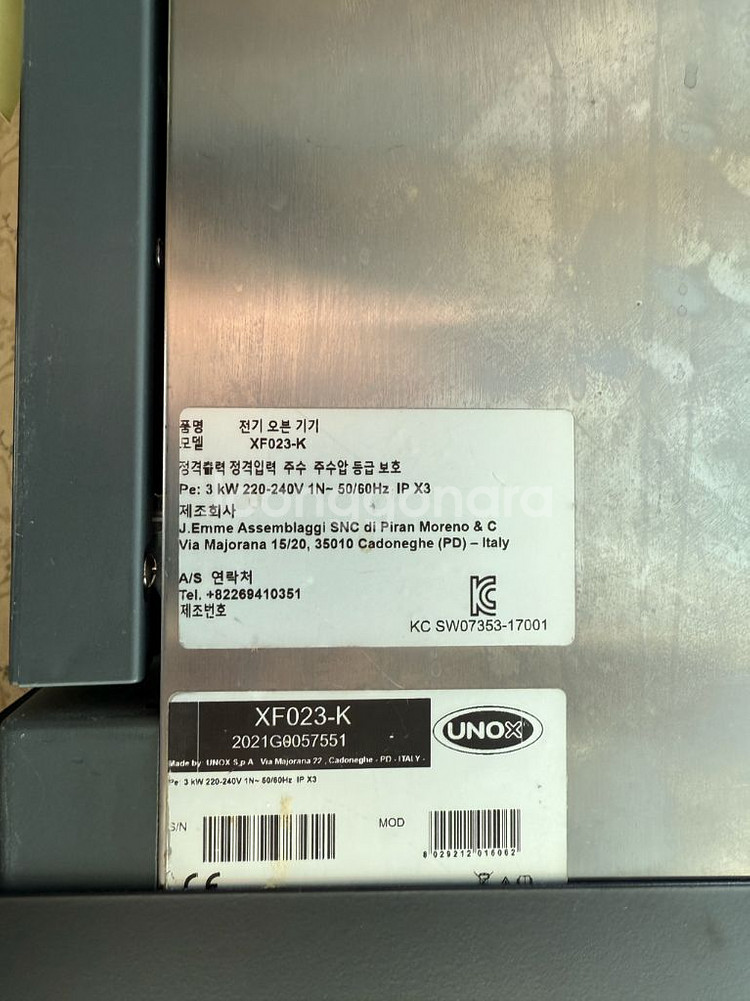 품명 전기 오븐 기기
모델 XF023-K
정격출력 정격입력 주수 주수압 등급 보호
Pe: 3 kW 220-240V 1N~ 50/60Hz IP X3
제조회사
J.Emme Assemblaggi SNC di Piran Moreno & C
Via Majorana 15/20, 35010 Cadoneghe (PD) – Italy
A/S 연락처
Tel. +82269410351
제조번호
KC SW07353-17001
joonggonara
XF023-K
2021G0057551
UNOX
Made by UNOX S.p.A Via Majorana 22 , Cadoneghe - PD - ITALY -
Pe: 3 kW 220-240V 1N~ 50/60Hz IP X3
S/N
MOD
8 029212 016062
CE